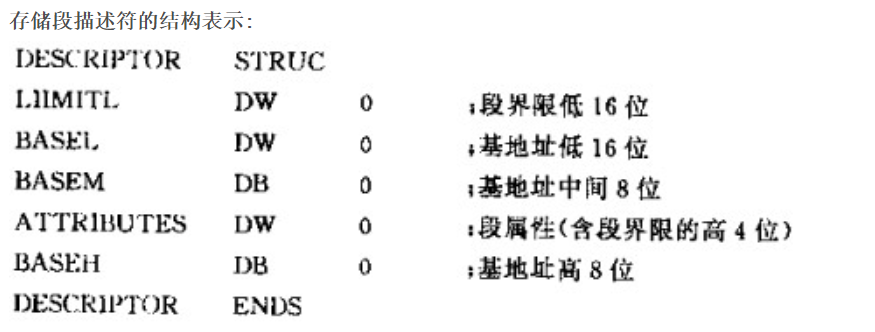 存储段描述符的结构表示:
DESCRIPTOR STRUC
LIIMITL DW 0 ;段界限低 16 位
BASEL DW 0 ;基地址低 16 位
BASEM DB 0 ;基地址中间 8 位
ATTRIBUTES DW 0 ;段属性(含段界限的高 4 位)
BASEH DB 0 ;基地址高 8 位
DESCRIPTOR ENDS